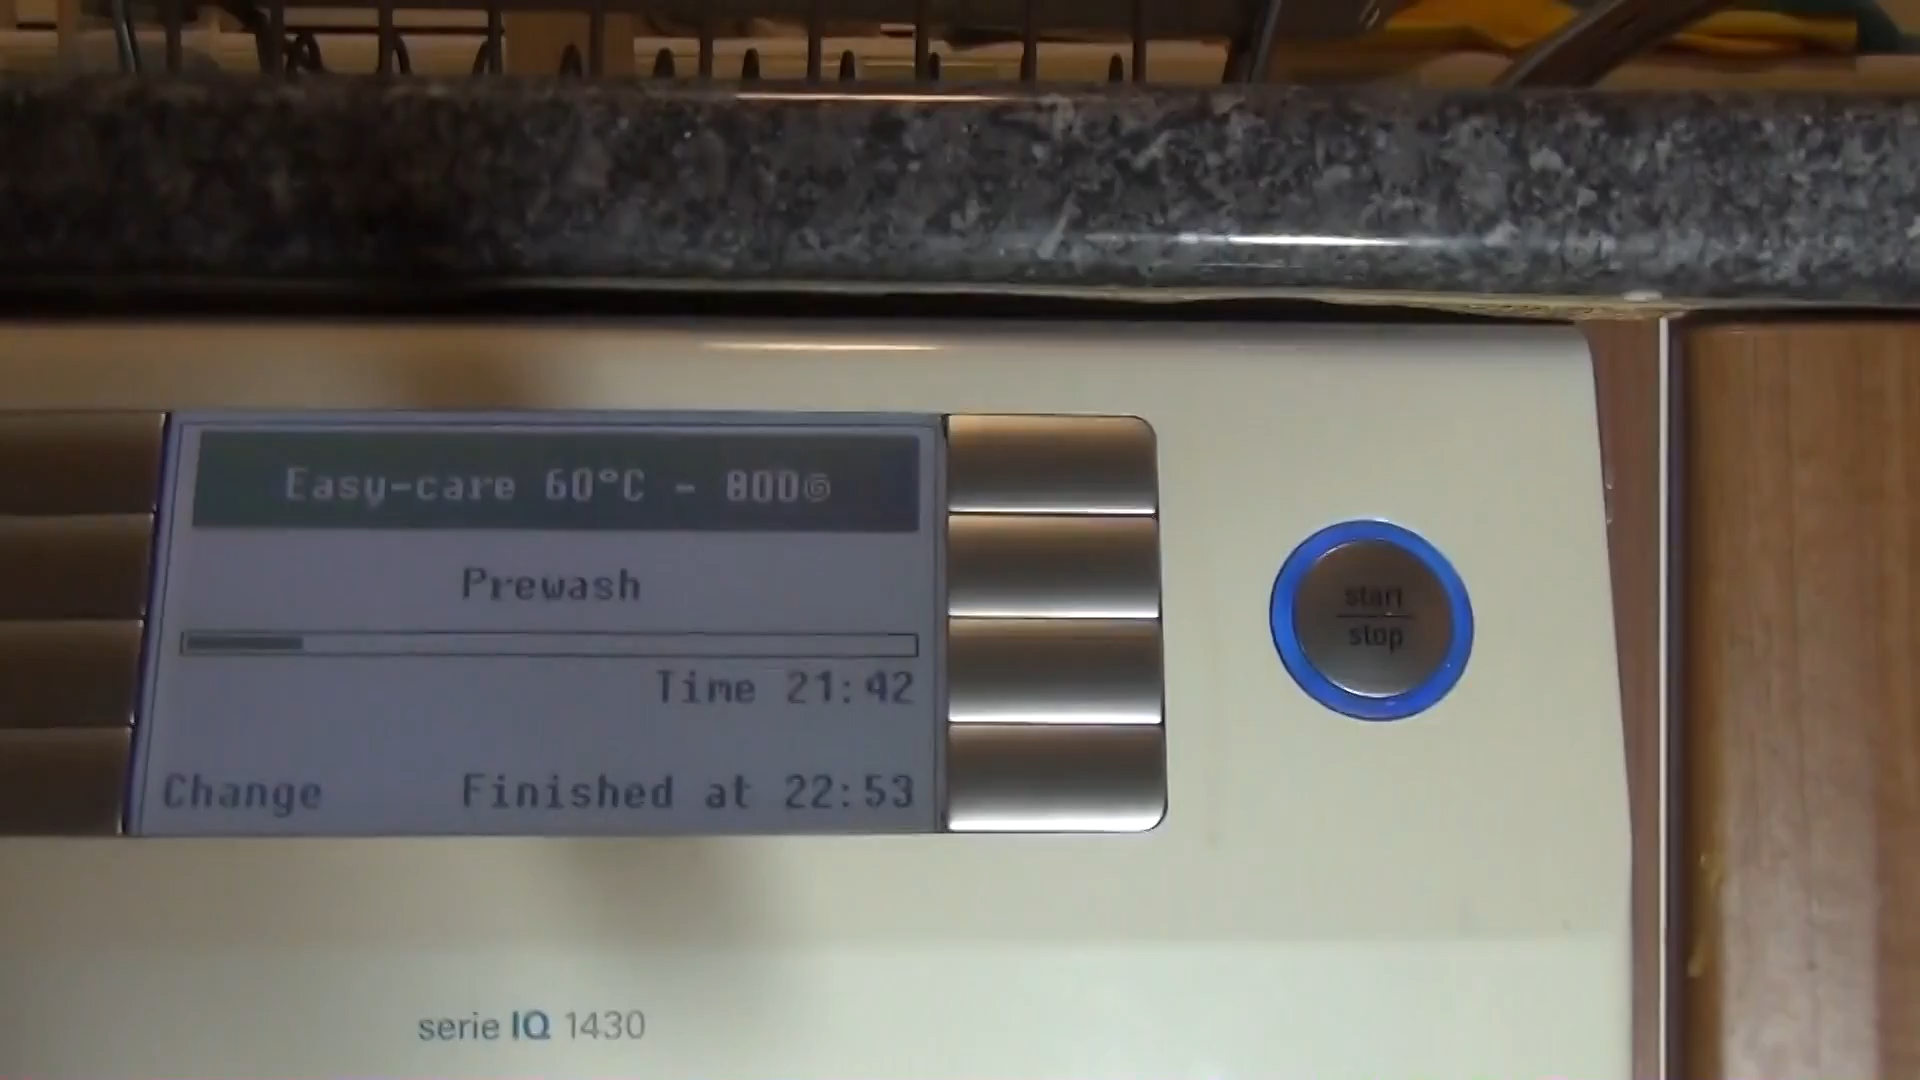 Easy-care 60°C - 800
Prewash
Time 21:42
Change Finished at 22:53
start
stop
serie IQ 1430